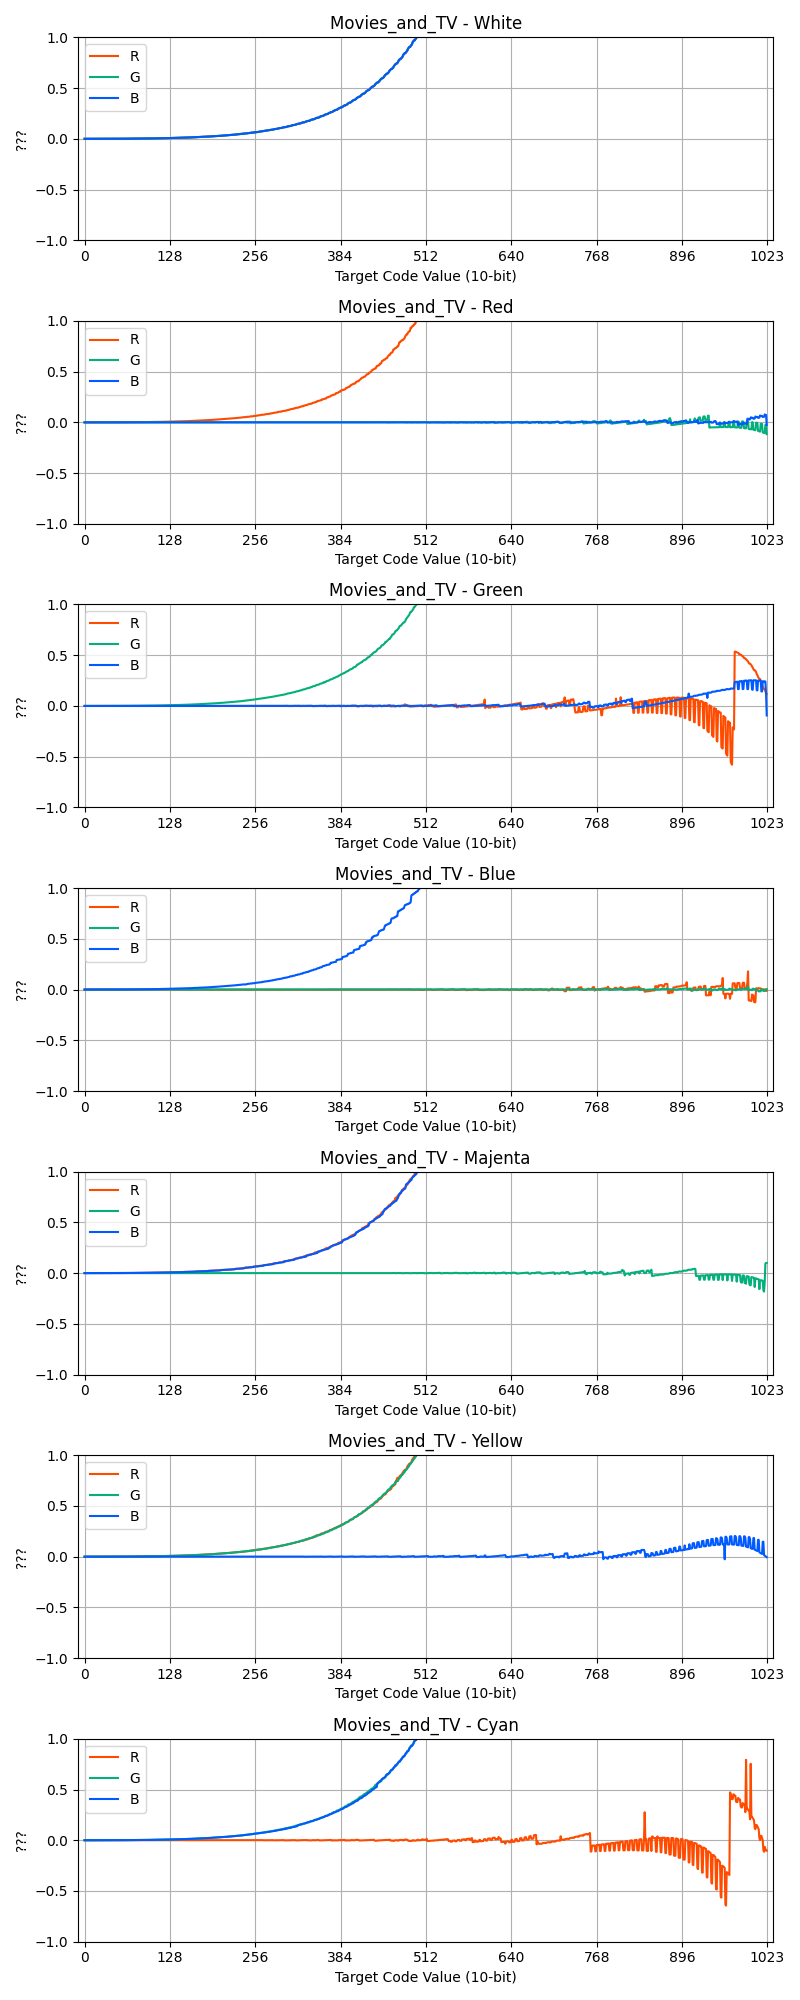 Movies_and_TV - White
1.0
0.5
0.0
−0.5
−1.0
???
R
G
B
0 128 256 384 512 640 768 896 1023
Target Code Value (10-bit)
Movies_and_TV - Red
1.0
0.5
0.0
−0.5
−1.0
???
R
G
B
0 128 256 384 512 640 768 896 1023
Target Code Value (10-bit)
Movies_and_TV - Green
1.0
0.5
0.0
−0.5
−1.0
???
R
G
B
0 128 256 384 512 640 768 896 1023
Target Code Value (10-bit)
Movies_and_TV - Blue
1.0
0.5
0.0
−0.5
−1.0
???
R
G
B
0 128 256 384 512 640 768 896 1023
Target Code Value (10-bit)
Movies_and_TV - Majenta
1.0
0.5
0.0
−0.5
−1.0
???
R
G
B
0 128 256 384 512 640 768 896 1023
Target Code Value (10-bit)
Movies_and_TV - Yellow
1.0
0.5
0.0
−0.5
−1.0
???
R
G
B
0 128 256 384 512 640 768 896 1023
Target Code Value (10-bit)
Movies_and_TV - Cyan
1.0
0.5
0.0
−0.5
−1.0
???
R
G
B
0 128 256 384 512 640 768 896 1023
Target Code Value (10-bit)